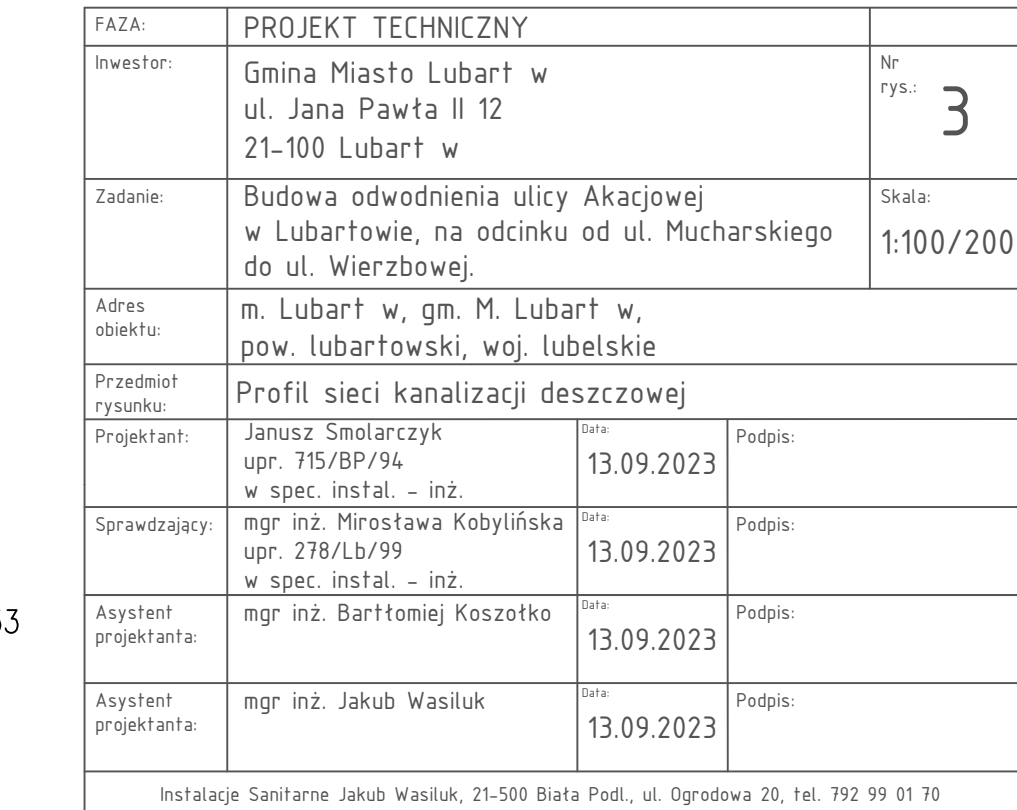 FAZA: PROJEKT TECHNICZNY
Inwestor: Gmina Miasto Lubart w
ul. Jana Pawła II 12
21-100 Lubart w
Nr
rys.: 3
Zadanie: Budowa odwodnienia ulicy Akacjowej
w Lubartowie, na odcinku od ul. Mucharskiego
do ul. Wierzbowej.
Skala:
1:100/200
Adres
obiektu:
m. Lubart w, gm. M. Lubart w,
pow. lubartowski, woj. lubelskie
Przedmiot
rysunku:
Profil sieci kanalizacji deszczowej
Projektant: Janusz Smolarczyk
upr. 715/BP/94
w spec. instal. - inż.
Data:
13.09.2023
Podpis:
Sprawdzający: mgr inż. Mirosława Kobylińska
upr. 278/Lb/99
w spec. instal. - inż.
Data:
13.09.2023
Podpis:
Asystent
projektanta:
mgr inż. Bartłomiej Koszołko
Data:
13.09.2023
Podpis:
Asystent
projektanta:
mgr inż. Jakub Wasiluk
Data:
13.09.2023
Podpis:
Instalacje Sanitarne Jakub Wasiluk, 21-500 Biała Podl., ul. Ogrodowa 20, tel. 792 99 01 70